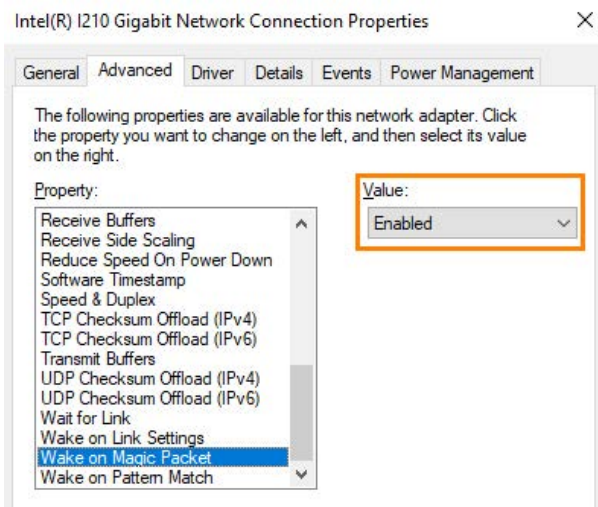 Intel(R) I210 Gigabit Network Connection Properties
General Advanced Driver Details Events Power Management
The following properties are available for this network adapter. Click
the property you want to change on the left, and then select its value
on the right.
Property:
Value:
Enabled
Receive Buffers
Receive Side Scaling
Reduce Speed On Power Down
Software Timestamp
Speed & Duplex
TCP Checksum Offload (IPv4)
TCP Checksum Offload (IPv6)
Transmit Buffers
UDP Checksum Offload (IPv4)
UDP Checksum Offload (IPv6)
Wait for Link
Wake on Link Settings
Wake on Magic Packet
Wake on Pattern Match